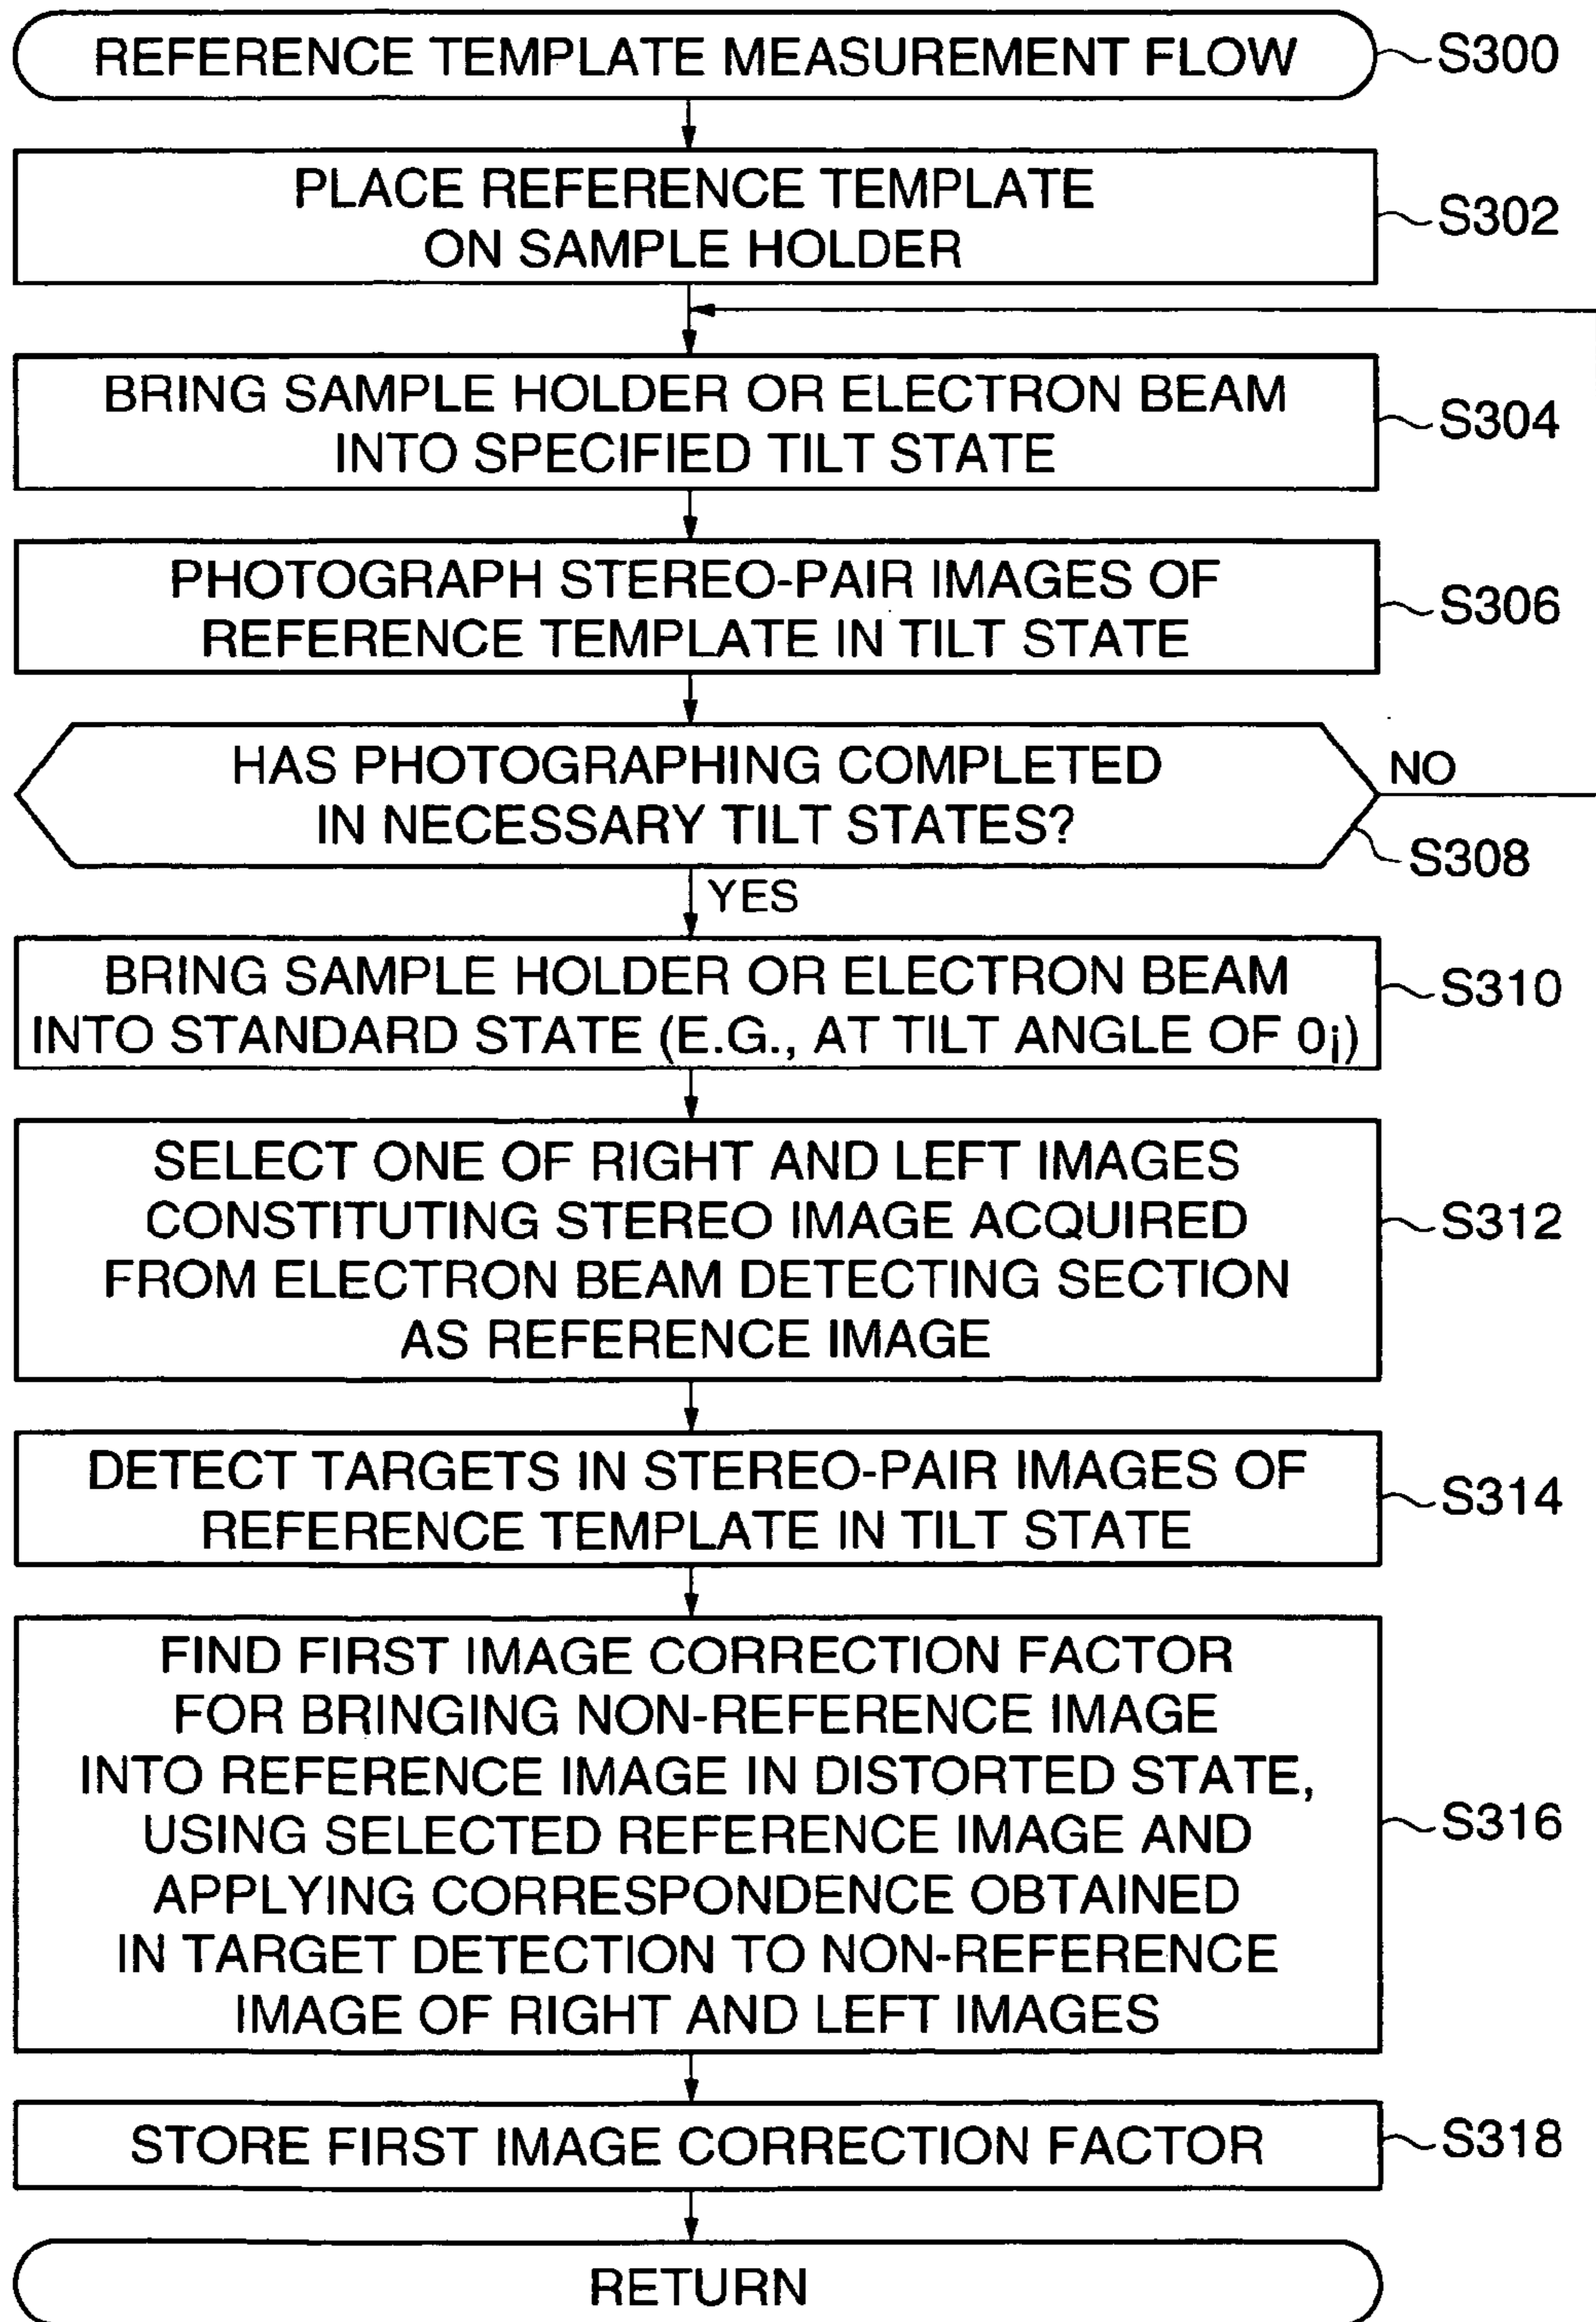 REFERENCE TEMPLATE MEASUREMENT FLOW
S300
PLACE REFERENCE TEMPLATE
ON SAMPLE HOLDER
S302
BRING SAMPLE HOLDER OR ELECTRON BEAM
INTO SPECIFIED TILT STATE
S304
PHOTOGRAPH STEREO-PAIR IMAGES OF
REFERENCE TEMPLATE IN TILT STATE
S306
HAS PHOTOGRAPHING COMPLETED
IN NECESSARY TILT STATES?
NO
S308
YES
BRING SAMPLE HOLDER OR ELECTRON BEAM
INTO STANDARD STATE (E.G., AT TILT ANGLE OF 0¡)
S310
SELECT ONE OF RIGHT AND LEFT IMAGES
CONSTITUTING STEREO IMAGE ACQUIRED
FROM ELECTRON BEAM DETECTING SECTION
AS REFERENCE IMAGE
S312
DETECT TARGETS IN STEREO-PAIR IMAGES OF
REFERENCE TEMPLATE IN TILT STATE
S314
FIND FIRST IMAGE CORRECTION FACTOR
FOR BRINGING NON-REFERENCE IMAGE
INTO REFERENCE IMAGE IN DISTORTED STATE,
USING SELECTED REFERENCE IMAGE AND
APPLYING CORRESPONDENCE OBTAINED
IN TARGET DETECTION TO NON-REFERENCE
IMAGE OF RIGHT AND LEFT IMAGES
S316
STORE FIRST IMAGE CORRECTION FACTOR
S318
RETURN